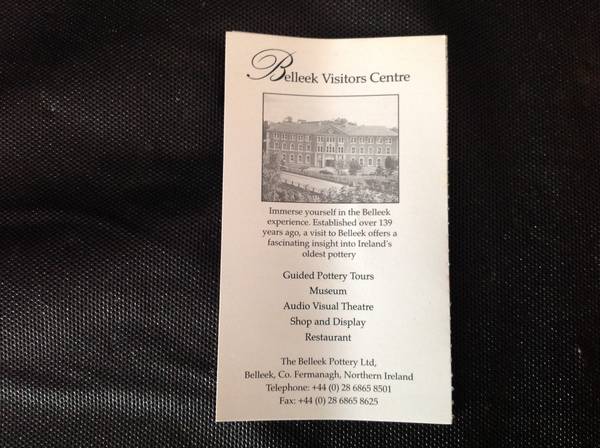 Belleek Visitors Centre
Immerse yourself in the Belleek
experience. Established over 139
years ago, a visit to Belleek offers a
fascinating insight into Ireland's
oldest pottery
Guided Pottery Tours
Museum
Audio Visual Theatre
Shop and Display
Restaurant
The Belleek Pottery Ltd,
Belleek, Co. Fermanagh, Northern Ireland
Telephone: +44 (0) 28 6865 8501
Fax: +44 (0) 28 6865 8625